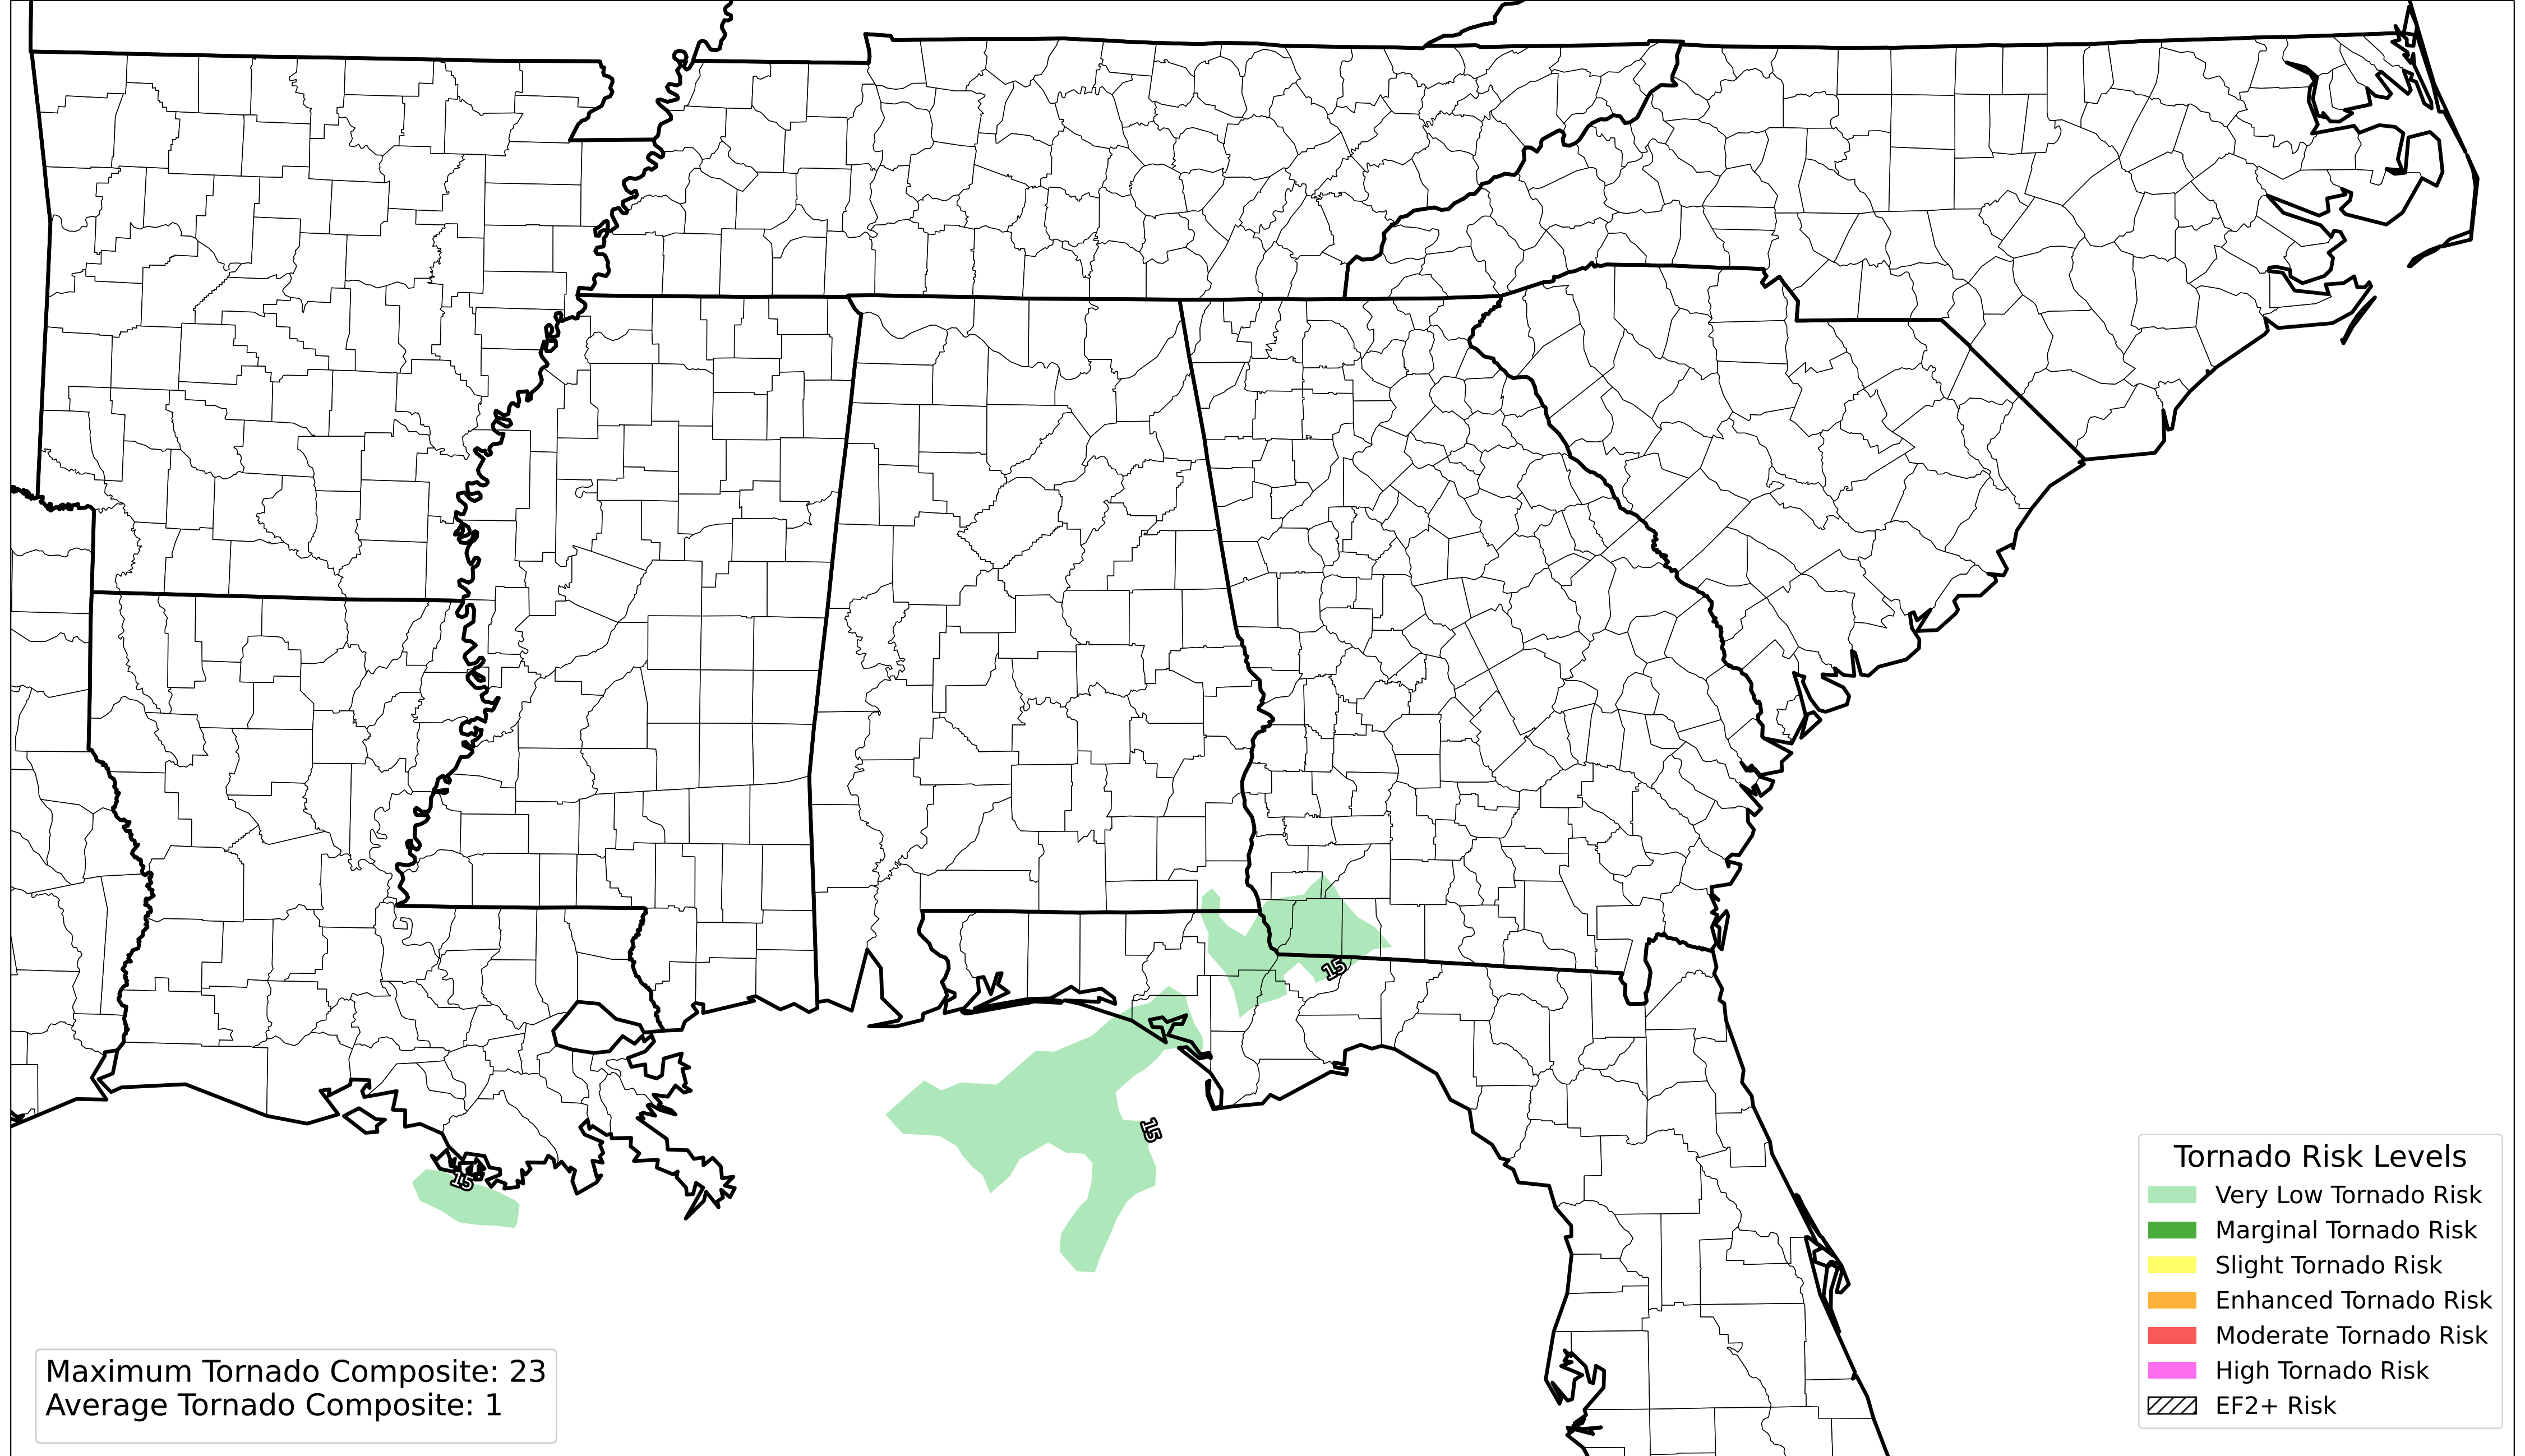 15
15
15
Tornado Risk Levels
Very Low Tornado Risk
Marginal Tornado Risk
Slight Tornado Risk
Enhanced Tornado Risk
Moderate Tornado Risk
High Tornado Risk
EF2+ Risk
Maximum Tornado Composite: 23
Average Tornado Composite: 1